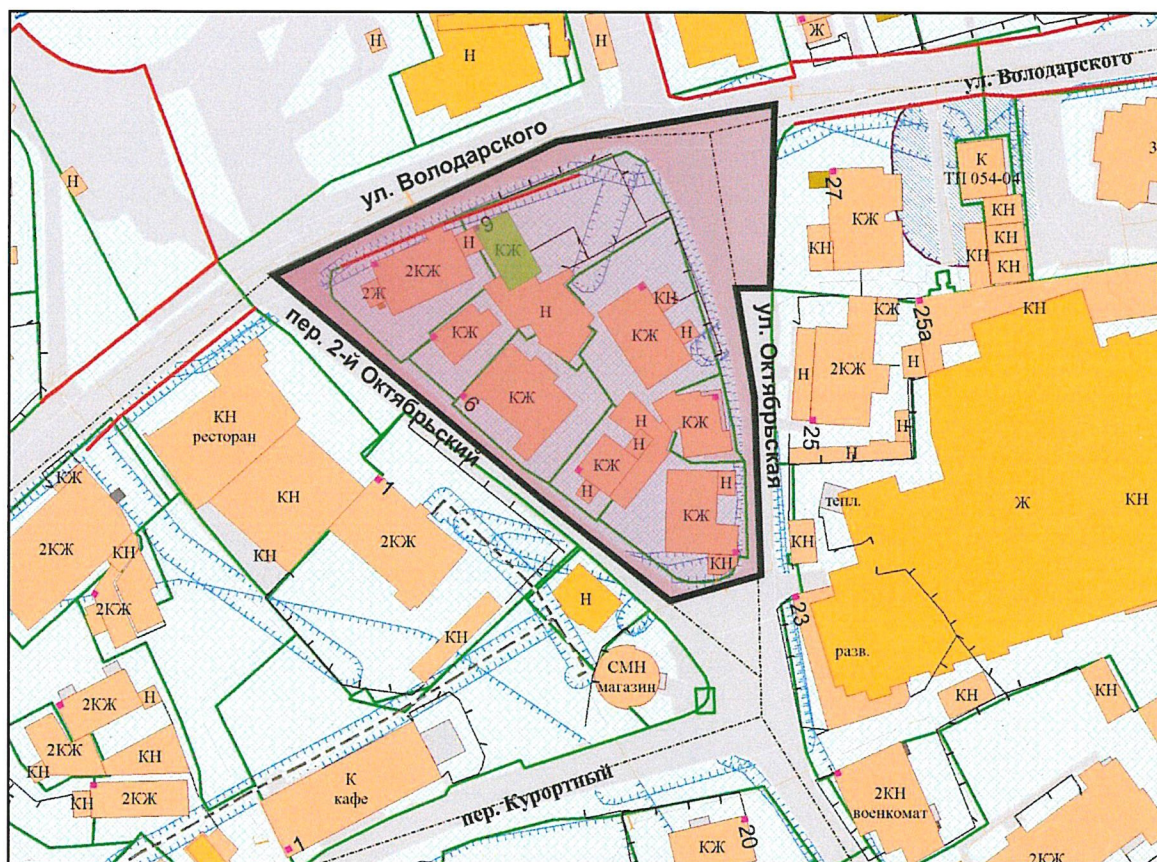 Н
Н
Н
Ж
ул. Володарского
ул. Володарского
К
ТП 054-04
КН
КН
КН
КН
З
Н
27
КЖ
КН
9
КЖ
Н
2КЖ
2Ж
Н
КЖ
КН
Н
КЖ
КЖ
6
пер. 2-й Октябрьский
ул. Октябрьская
КЖ
25а
КН
Н
2КЖ
Н
25
Н
Н
КЖ
Н
Н
КЖ
Н
КЖ
Н
КН
КН
ресторан
КН
1
КН
2КЖ
КЖ
2КЖ
КН
2КЖ
тепл.
Ж
КН
КН
Н
КН
23
разв.
СМН
магазин
КН
КН
2КЖ
Н
2КЖ
КН
КН
2КЖ
КН
К
кафе
1
пер. Курортный
2КН
военкомат
20
КЖ
Н
2КЖ